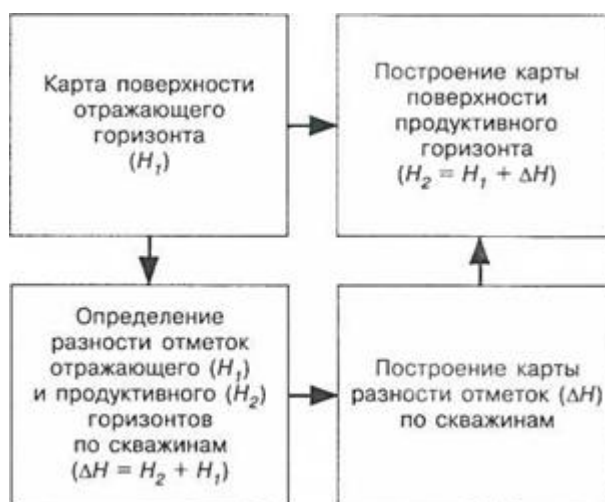 Карта поверхности
отражающего
горизонта
(H₁)
Построение карты
поверхности
продуктивного
горизонта
(H₂ = H₁ + ΔH)
Определение
разности отметок
отражающего (H₁)
и продуктивного (H₂)
горизонтов
по скважинам
(ΔH = H₂ + H₁)
Построение карты
разности отметок (ΔH)
по скважинам